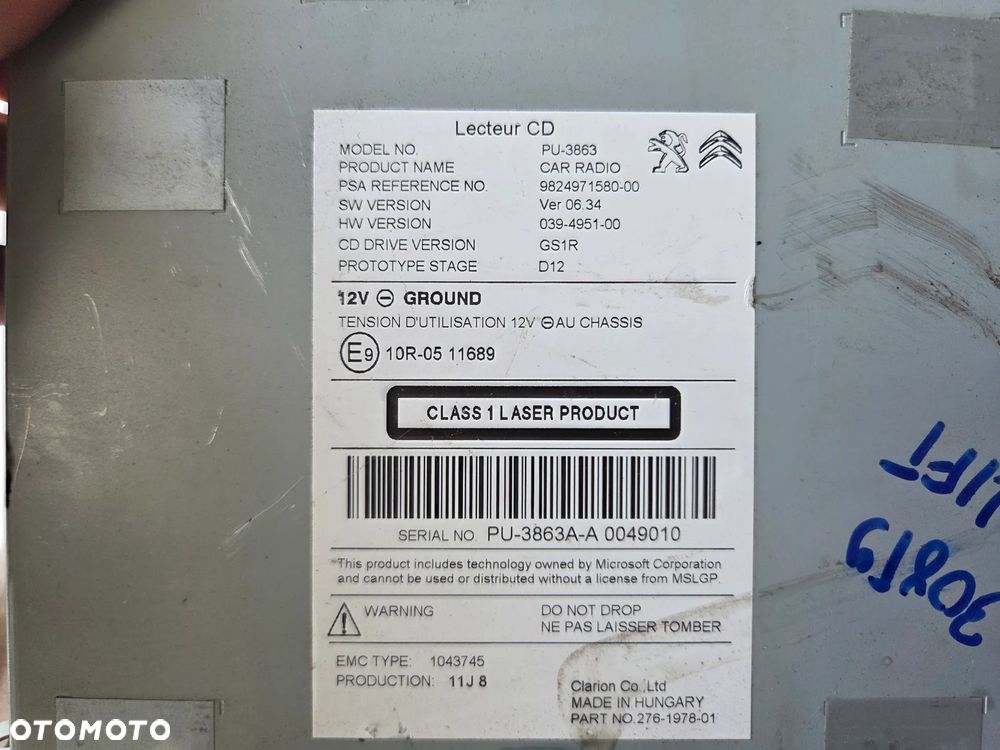 Lecteur CD
MODEL NO. PU-3863
PRODUCT NAME CAR RADIO
PSA REFERENCE NO. 9824971580-00
SW VERSION Ver 06.34
HW VERSION 039-4951-00
CD DRIVE VERSION GS1R
PROTOTYPE STAGE D12
12V ⊖ GROUND
TENSION D'UTILISATION 12V ⊖AU CHASSIS
E9 10R-05 11689
CLASS 1 LASER PRODUCT
SERIAL NO. PU-3863A-A 0049010
This product includes technology owned by Microsoft Corporation
and cannot be used or distributed without a license from MSLGP.
WARNING DO NOT DROP
NE PAS LAISSER TOMBER
EMC TYPE: 1043745
PRODUCTION: 11J 8
Clarion Co.,Ltd
MADE IN HUNGARY
PART NO.276-1978-01
LIFT
OTOMOTO